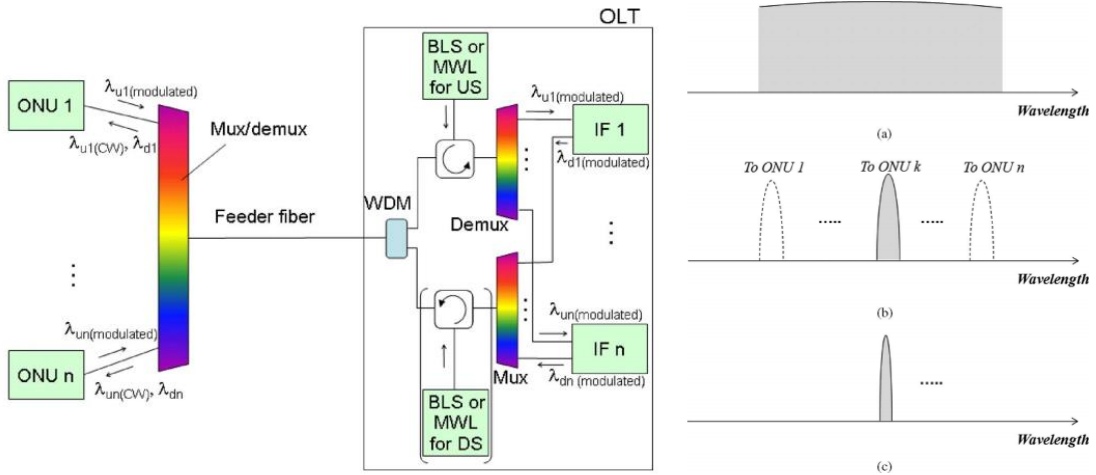 OLT
BLS or
MWL
for US
λu1(modulated)
ONU 1
λu1(CW), λd1
Mux/demux
λu1(modulated)
IF 1
λd1(modulated)
WDM
Feeder fiber
Demux
λun(modulated)
ONU n
λun(CW), λdn
λun(modulated)
IF n
λdn (modulated)
Mux
BLS or
MWL
for DS
Wavelength
(a)
To ONU 1
To ONU k
To ONU n
Wavelength
(b)
Wavelength
(c)